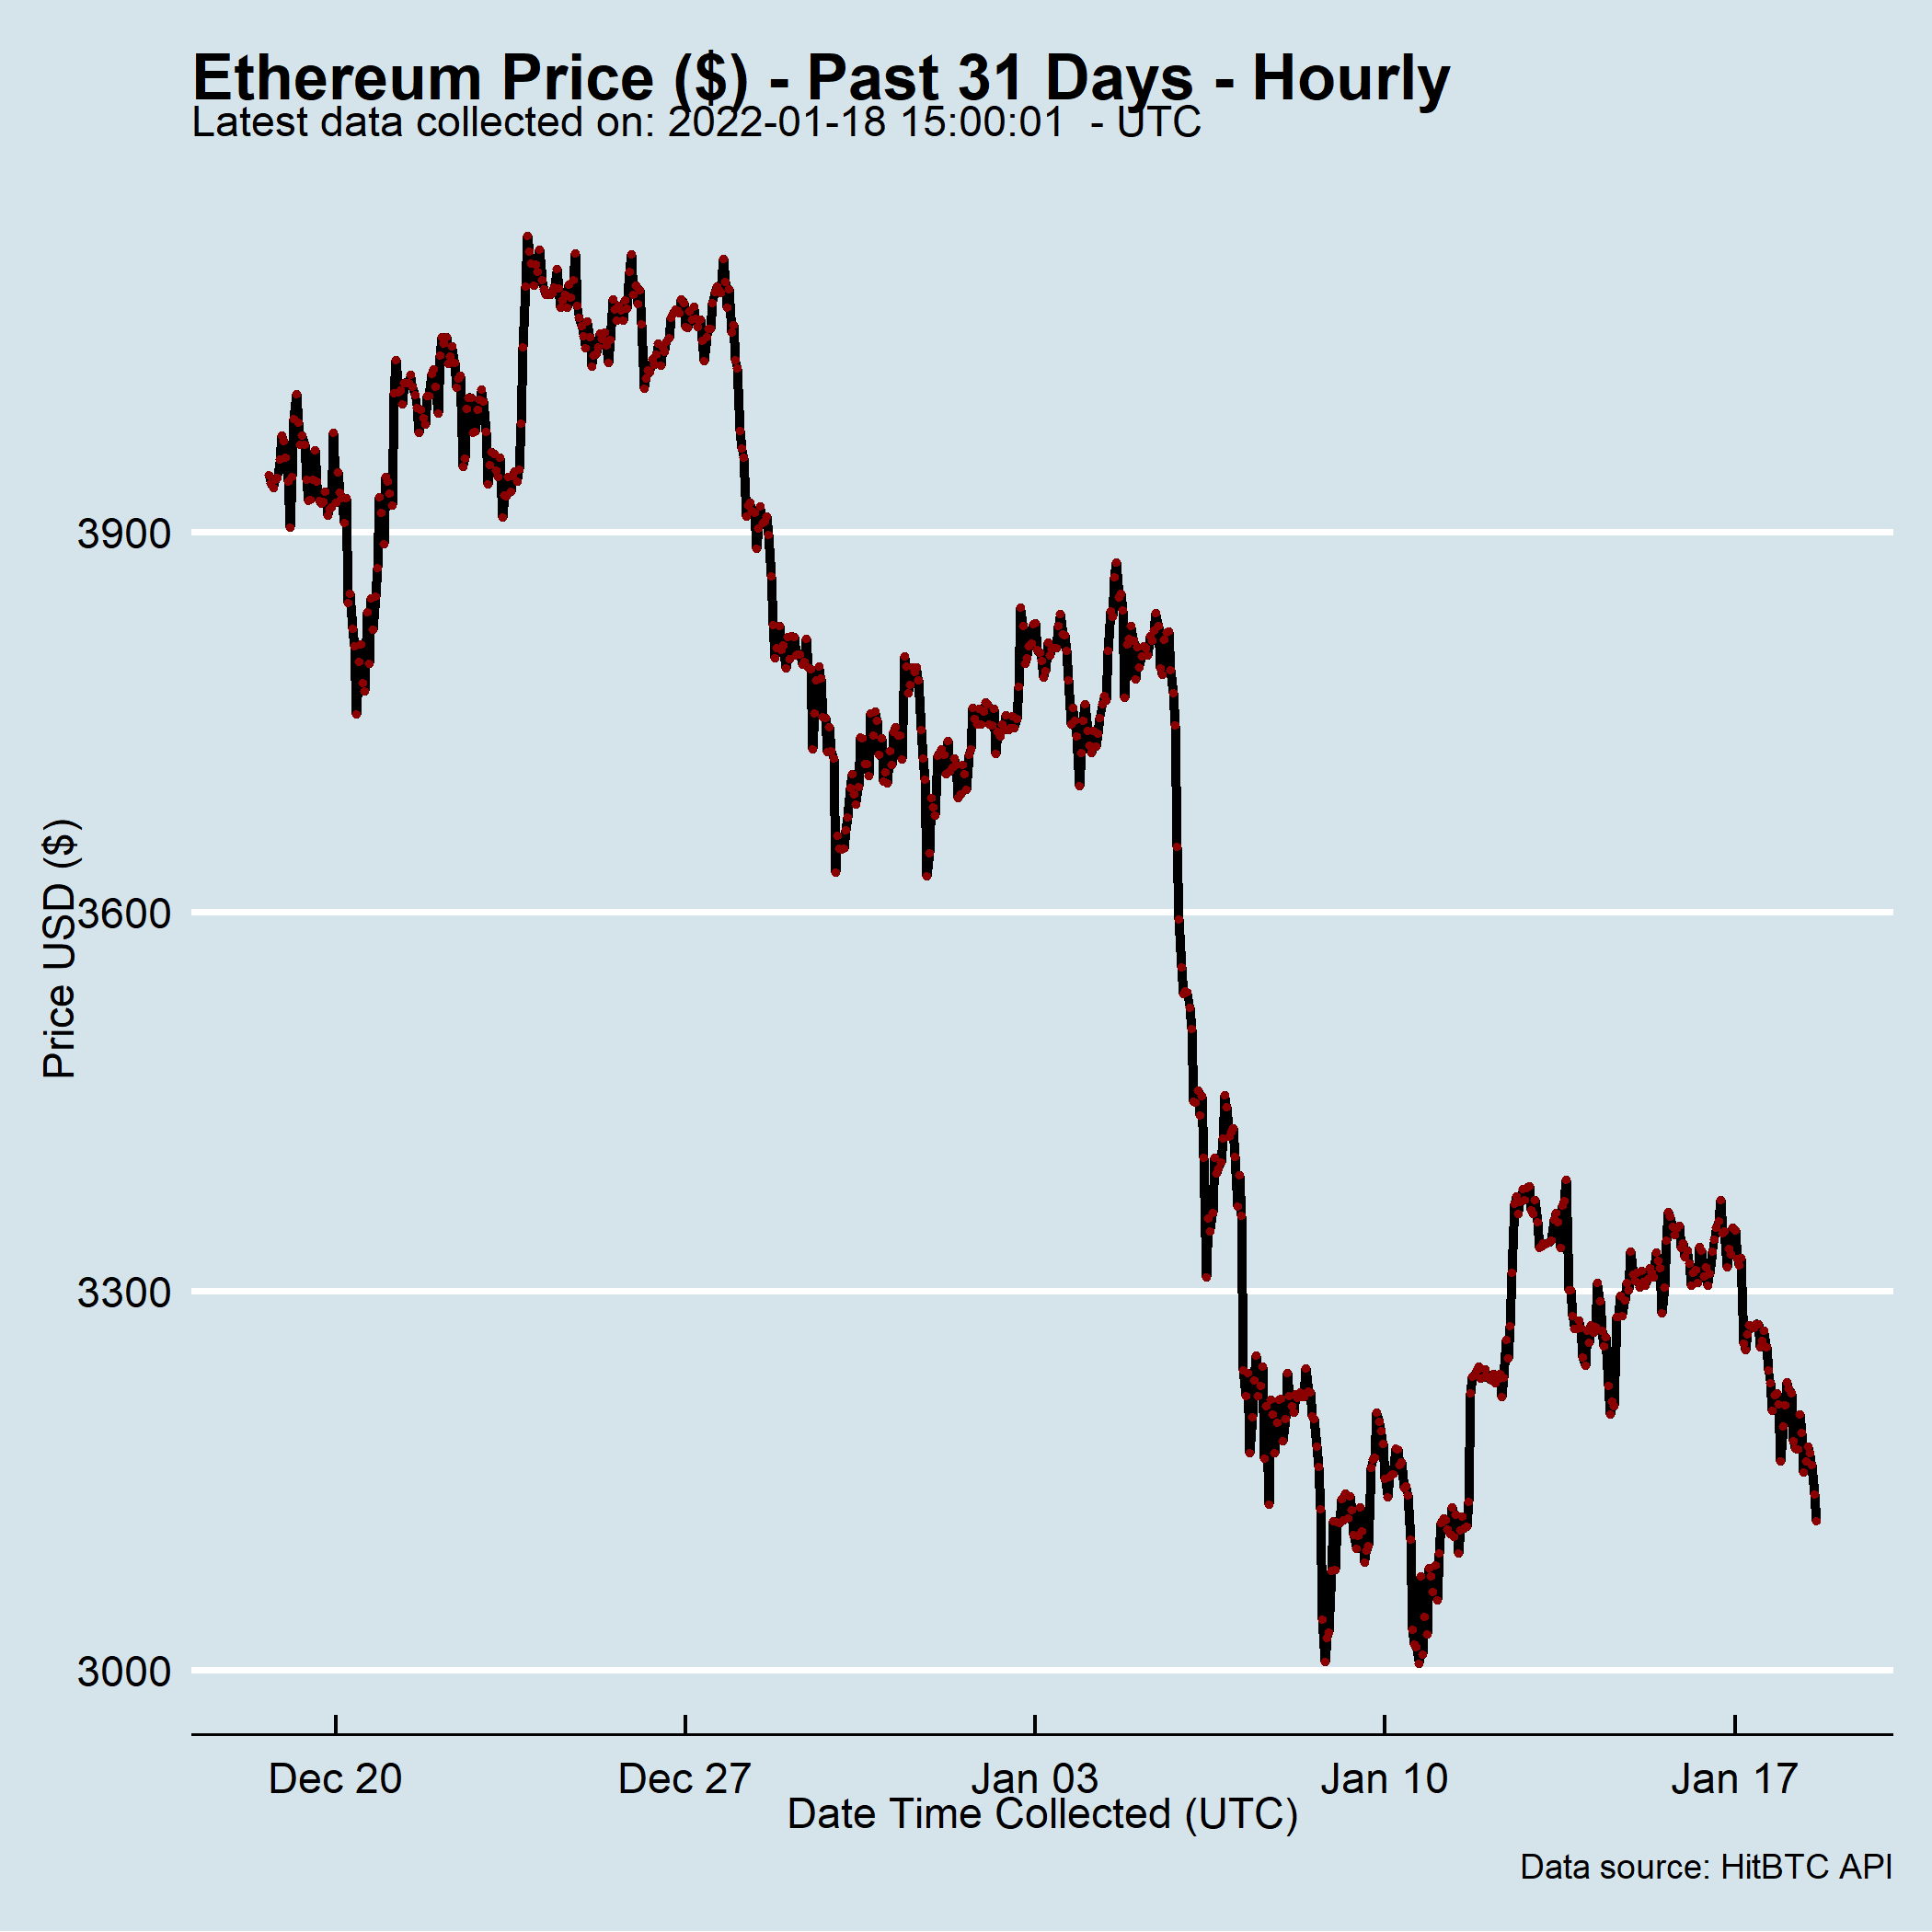 Ethereum Price ($) - Past 31 Days - Hourly
Latest data collected on: 2022-01-18 15:00:01  - UTC
Price USD ($)
3900
3600
3300
3000
Dec 20
Dec 27
Jan 03
Jan 10
Jan 17
Date Time Collected (UTC)
Data source: HitBTC API